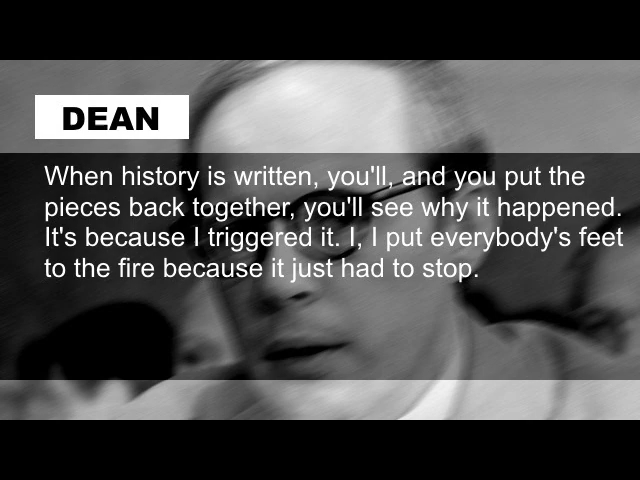 DEAN
When history is written, you'll, and you put the
pieces back together, you'll see why it happened.
It's because I triggered it. I, I put everybody's feet
to the fire because it just had to stop.